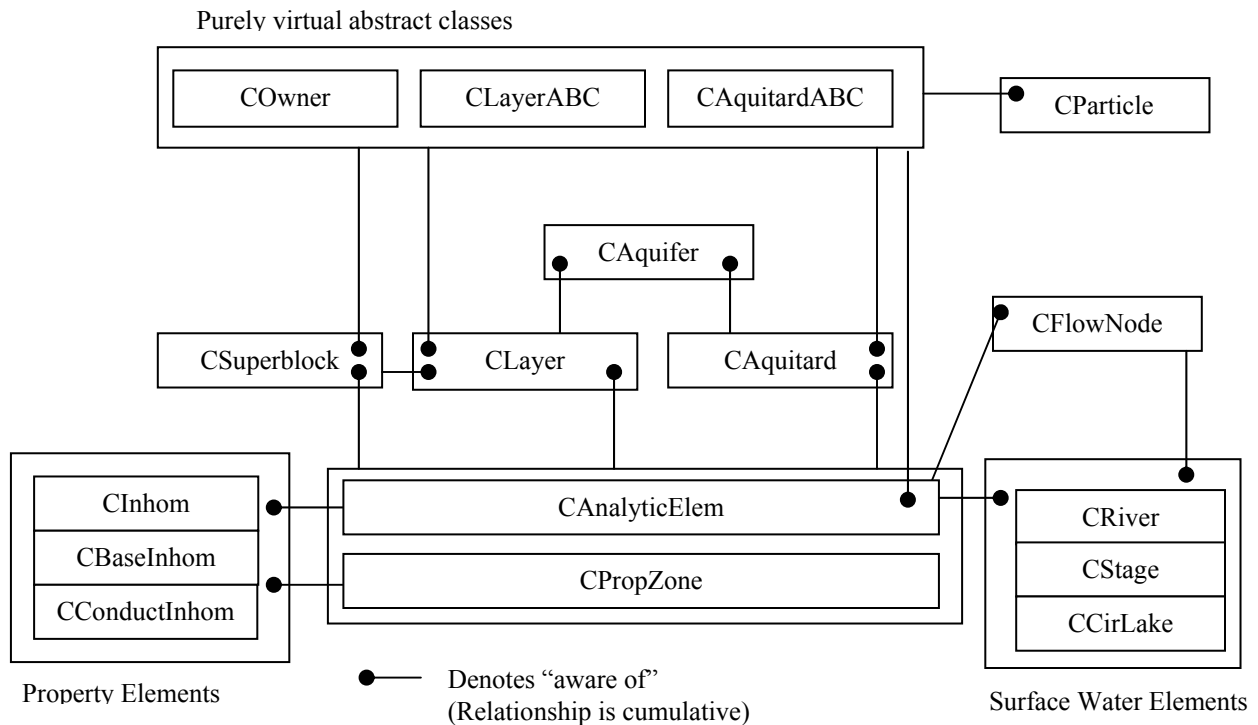 Purely virtual abstract classes
COwner
CLayerABC
CAquitardABC
CParticle
CAquifer
CFlowNode
CSuperblock
CLayer
CAquitard
CInhom
CBaseInhom
CConductInhom
CAnalyticElem
CPropZone
CRiver
CStage
CCirLake
Property Elements
Denotes “aware of”
(Relationship is cumulative)
Surface Water Elements